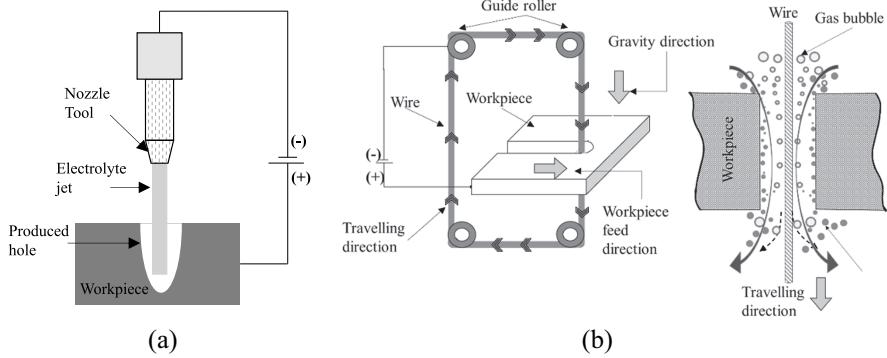 Nozzle
Tool
Electrolyte
jet
Produced
hole
Workpiece
(-)
(+)
(a)
Guide roller
Gravity direction
Wire
Workpiece
(-)
(+)
Travelling
direction
Workpiece
feed
direction
(b)
Wire
Gas bubble
Workpiece
Travelling
direction